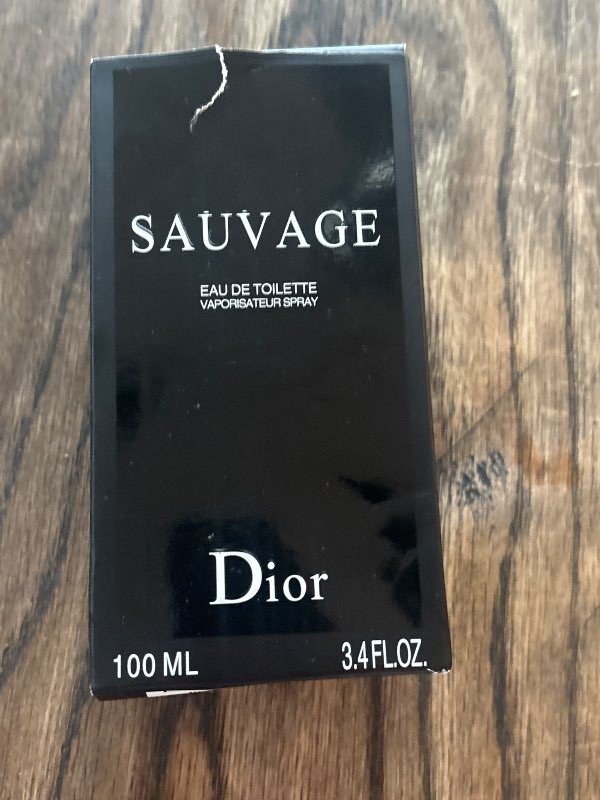 SAUVAGE
EAU DE TOILETTE
VAPORISATEUR SPRAY
Dior
100 ML 3.4 FL.OZ.